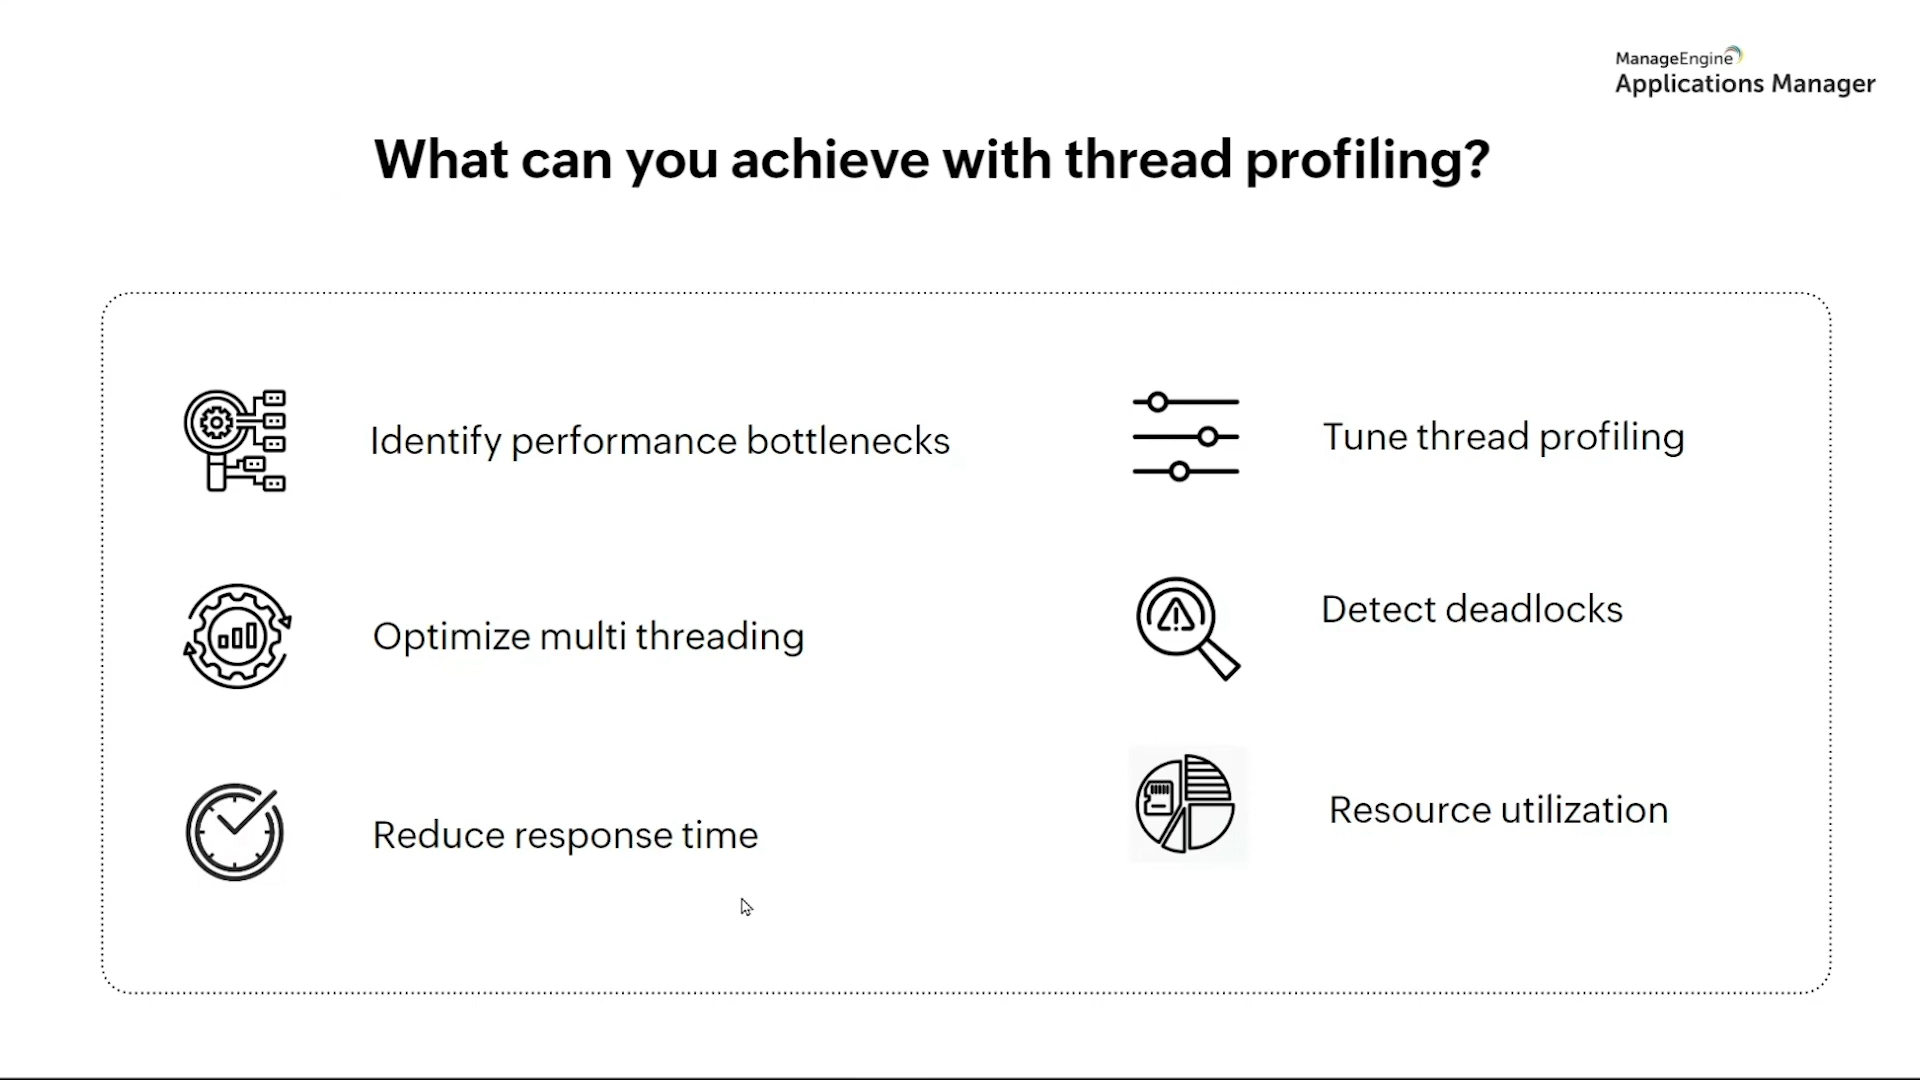 ManageEngine
Applications Manager
What can you achieve with thread profiling?
Identify performance bottlenecks
Optimize multi threading
Reduce response time
Tune thread profiling
Detect deadlocks
Resource utilization